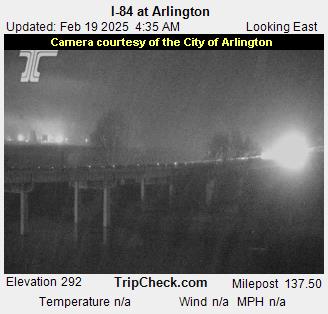 I-84 at Arlington
Updated: Feb 19 2025 4:35 AM Looking East
Camera courtesy of the City of Arlington
Elevation 292 TripCheck.com Milepost 137.50
Temperature n/a Wind n/a MPH n/a